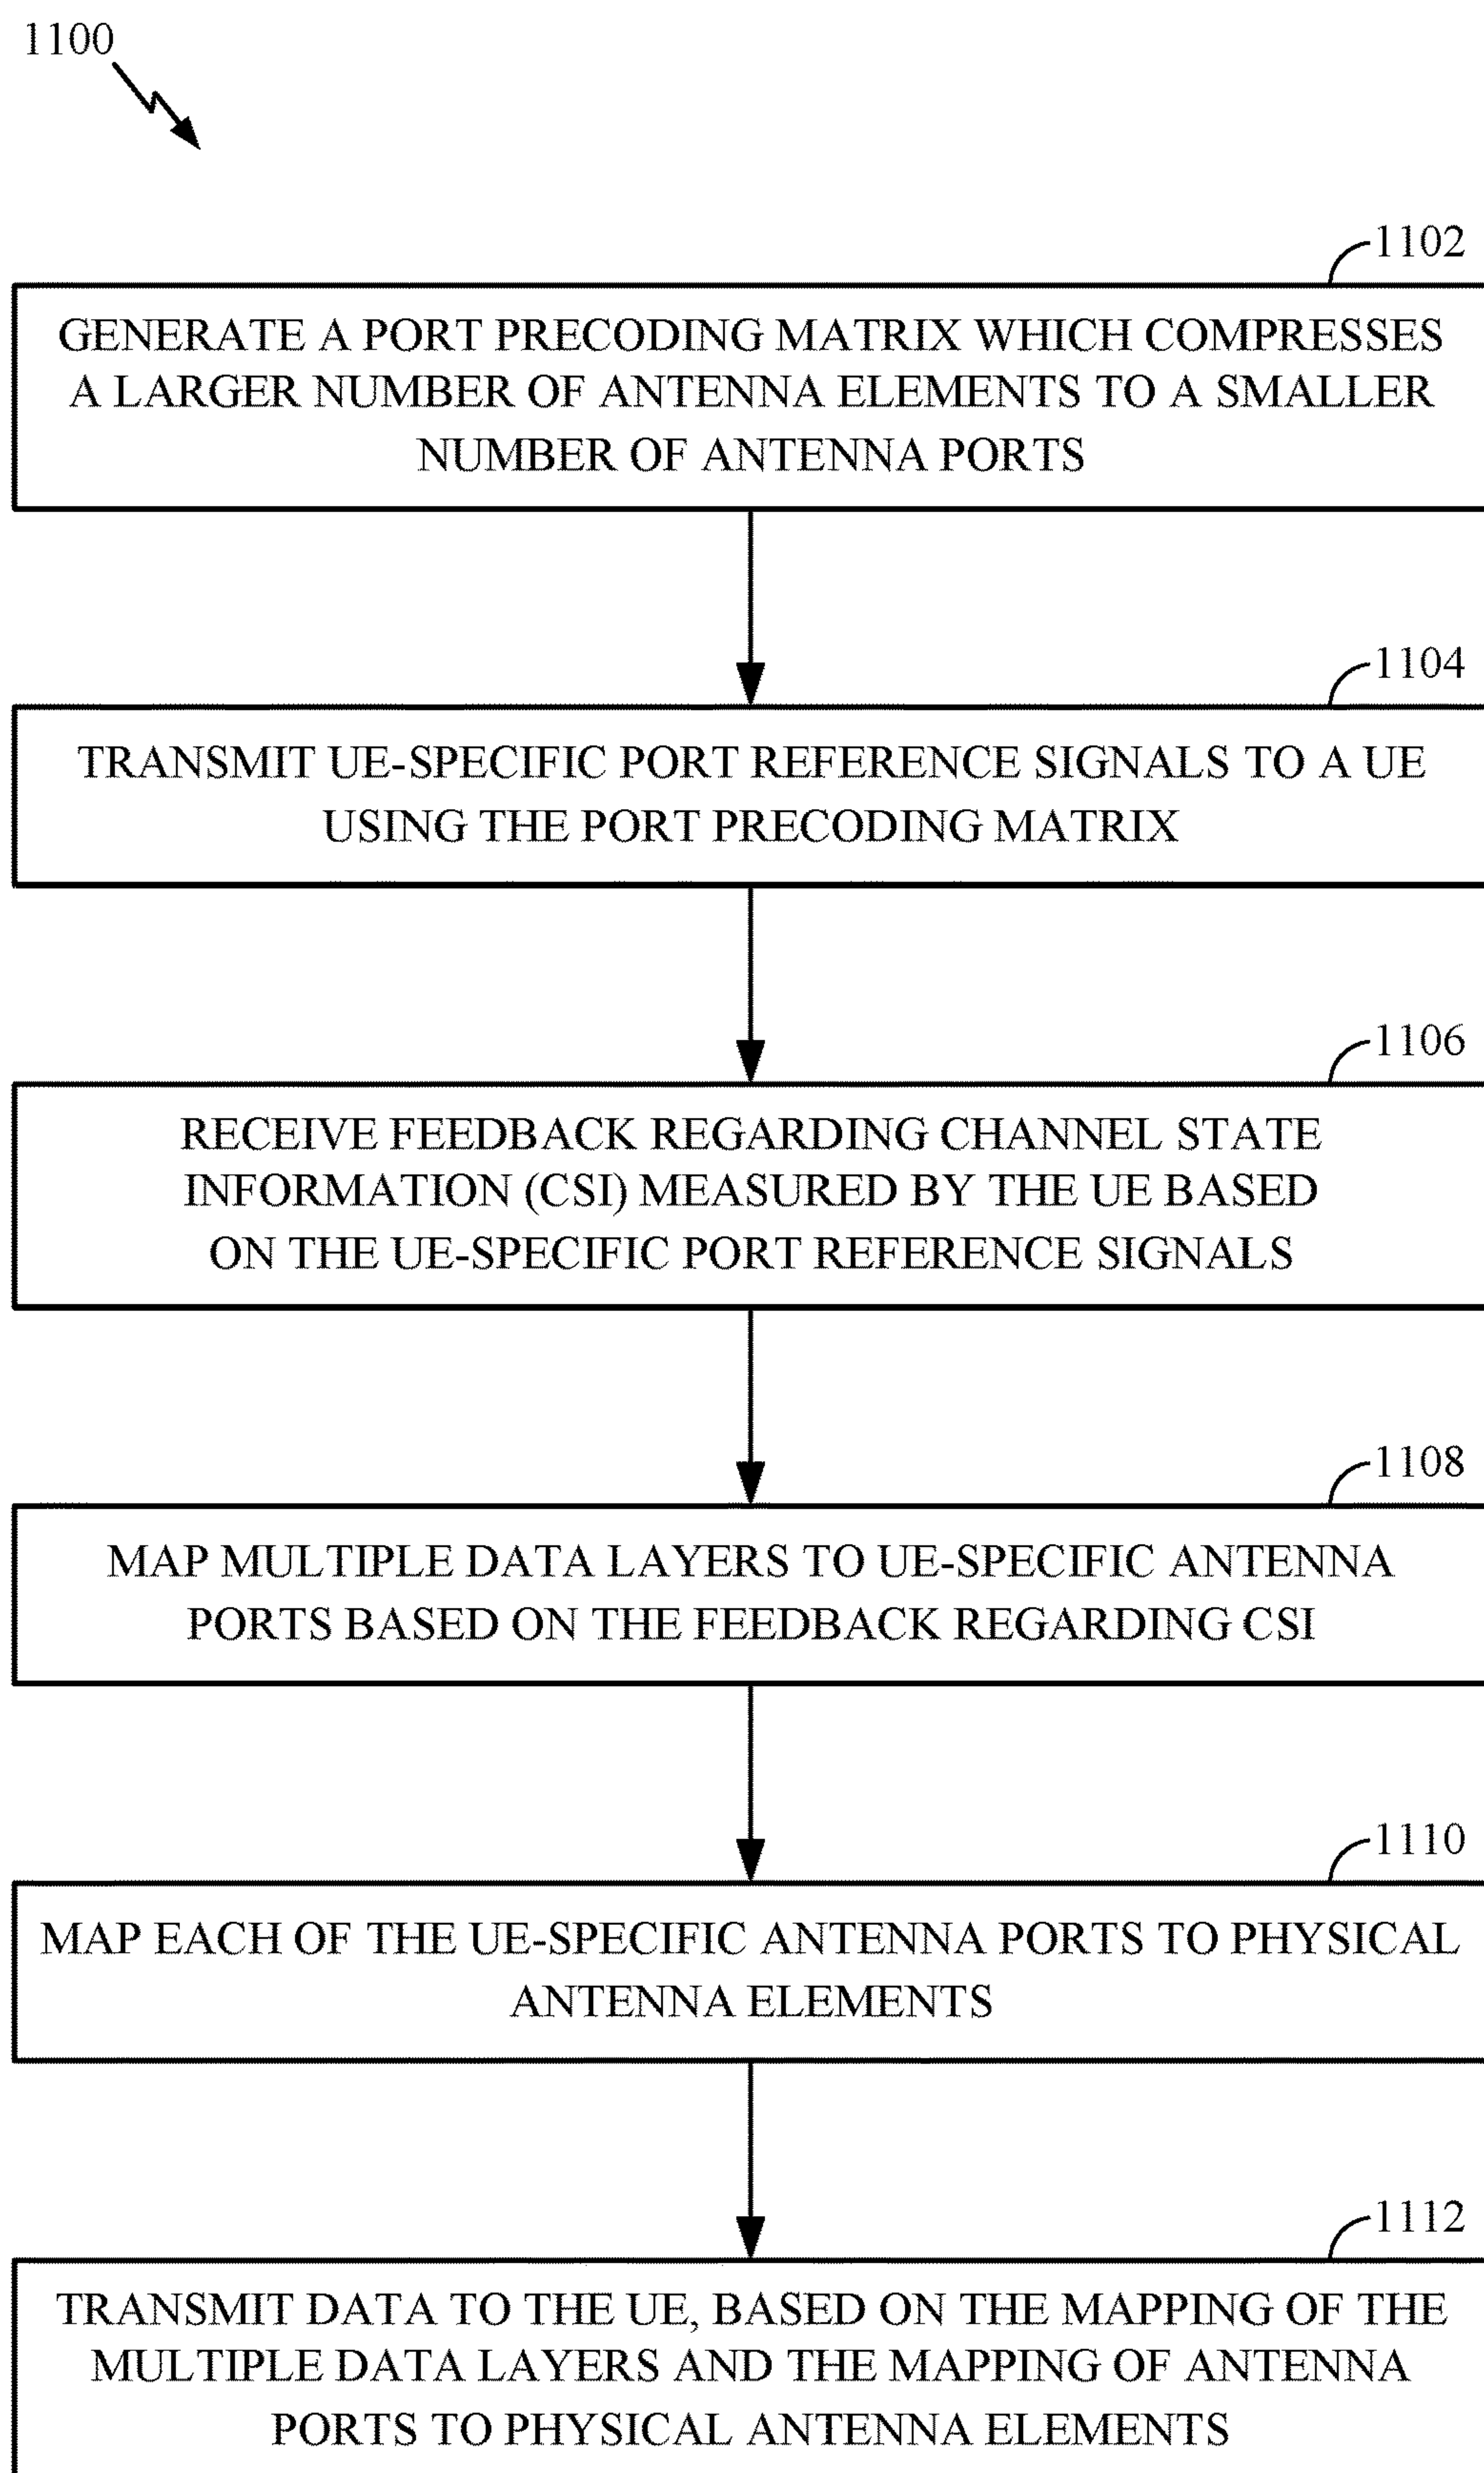 1100
1102
GENERATE A PORT PRECODING MATRIX WHICH COMPRESSES
A LARGER NUMBER OF ANTENNA ELEMENTS TO A SMALLER
NUMBER OF ANTENNA PORTS
1104
TRANSMIT UE-SPECIFIC PORT REFERENCE SIGNALS TO A UE
USING THE PORT PRECODING MATRIX
1106
RECEIVE FEEDBACK REGARDING CHANNEL STATE
INFORMATION (CSI) MEASURED BY THE UE BASED
ON THE UE-SPECIFIC PORT REFERENCE SIGNALS
1108
MAP MULTIPLE DATA LAYERS TO UE-SPECIFIC ANTENNA
PORTS BASED ON THE FEEDBACK REGARDING CSI
1110
MAP EACH OF THE UE-SPECIFIC ANTENNA PORTS TO PHYSICAL
ANTENNA ELEMENTS
1112
TRANSMIT DATA TO THE UE, BASED ON THE MAPPING OF THE
MULTIPLE DATA LAYERS AND THE MAPPING OF ANTENNA
PORTS TO PHYSICAL ANTENNA ELEMENTS